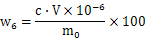 w₆ = (c · V × 10⁻⁶) / m₀ × 100